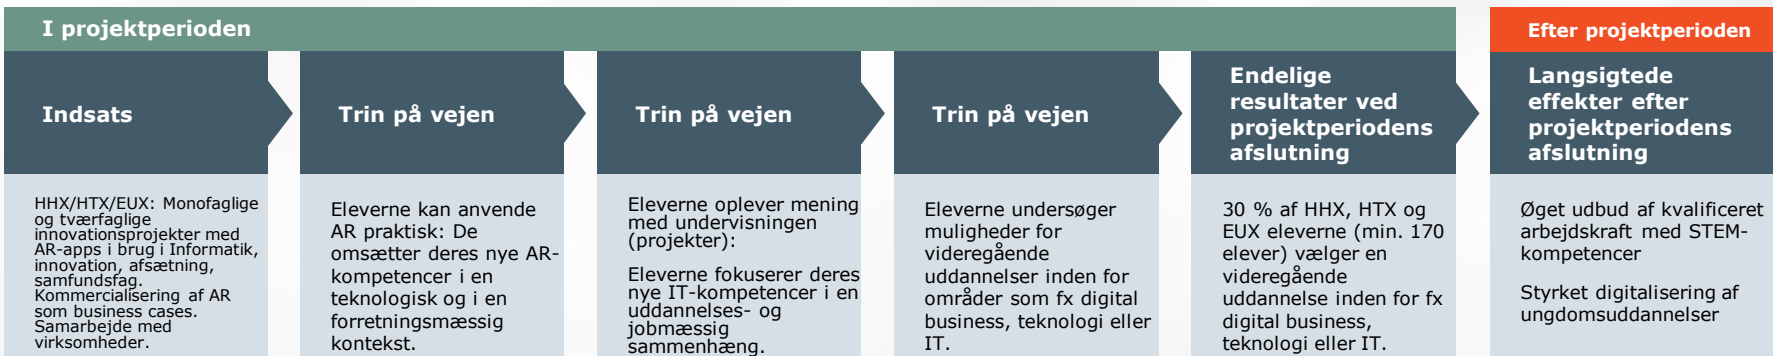 I projektperioden
Efter projektperioden
Indsats
Trin på vejen
Trin på vejen
Trin på vejen
Endelige
resultater ved
projektperiodens
afslutning
Langsigtede
effekter efter
projektperiodens
afslutning
HHX/HTX/EUX: Monofaglige
og tværfaglige
innovationsprojekter med
AR-apps i brug i Informatik,
innovation, afsætning,
samfundsfag.
Kommercialisering af AR
som business cases.
Samarbejde med
virksomheder.
Eleverne kan anvende
AR praktisk: De
omsætter deres nye AR-
kompetencer i en
teknologisk og i en
forretningsmæssig
kontekst.
Eleverne oplever mening
med undervisningen
(projekter):
Eleverne fokuserer deres
nye IT-kompetencer i en
uddannelses- og
jobmæssig
sammenhæng.
Eleverne undersøger
muligheder for
videregående
uddannelser inden for
områder som fx digital
business, teknologi eller
IT.
30 % af HHX, HTX og
EUX eleverne (min. 170
elever) vælger en
videregående
uddannelse inden for fx
digital business,
teknologi eller IT.
Øget udbud af kvalificeret
arbejdskraft med STEM-
kompetencer
Styrket digitalisering af
ungdomsuddannelser